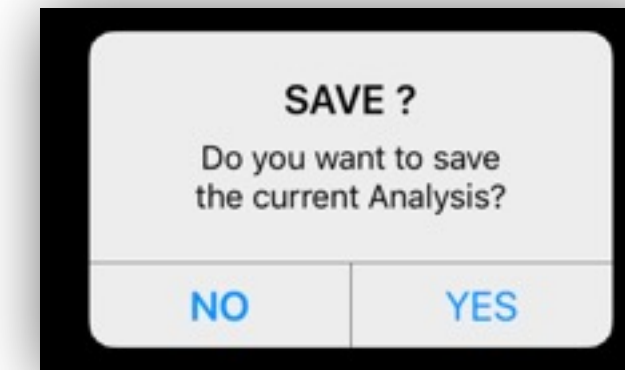 SAVE ?
Do you want to save
the current Analysis?
NO
YES